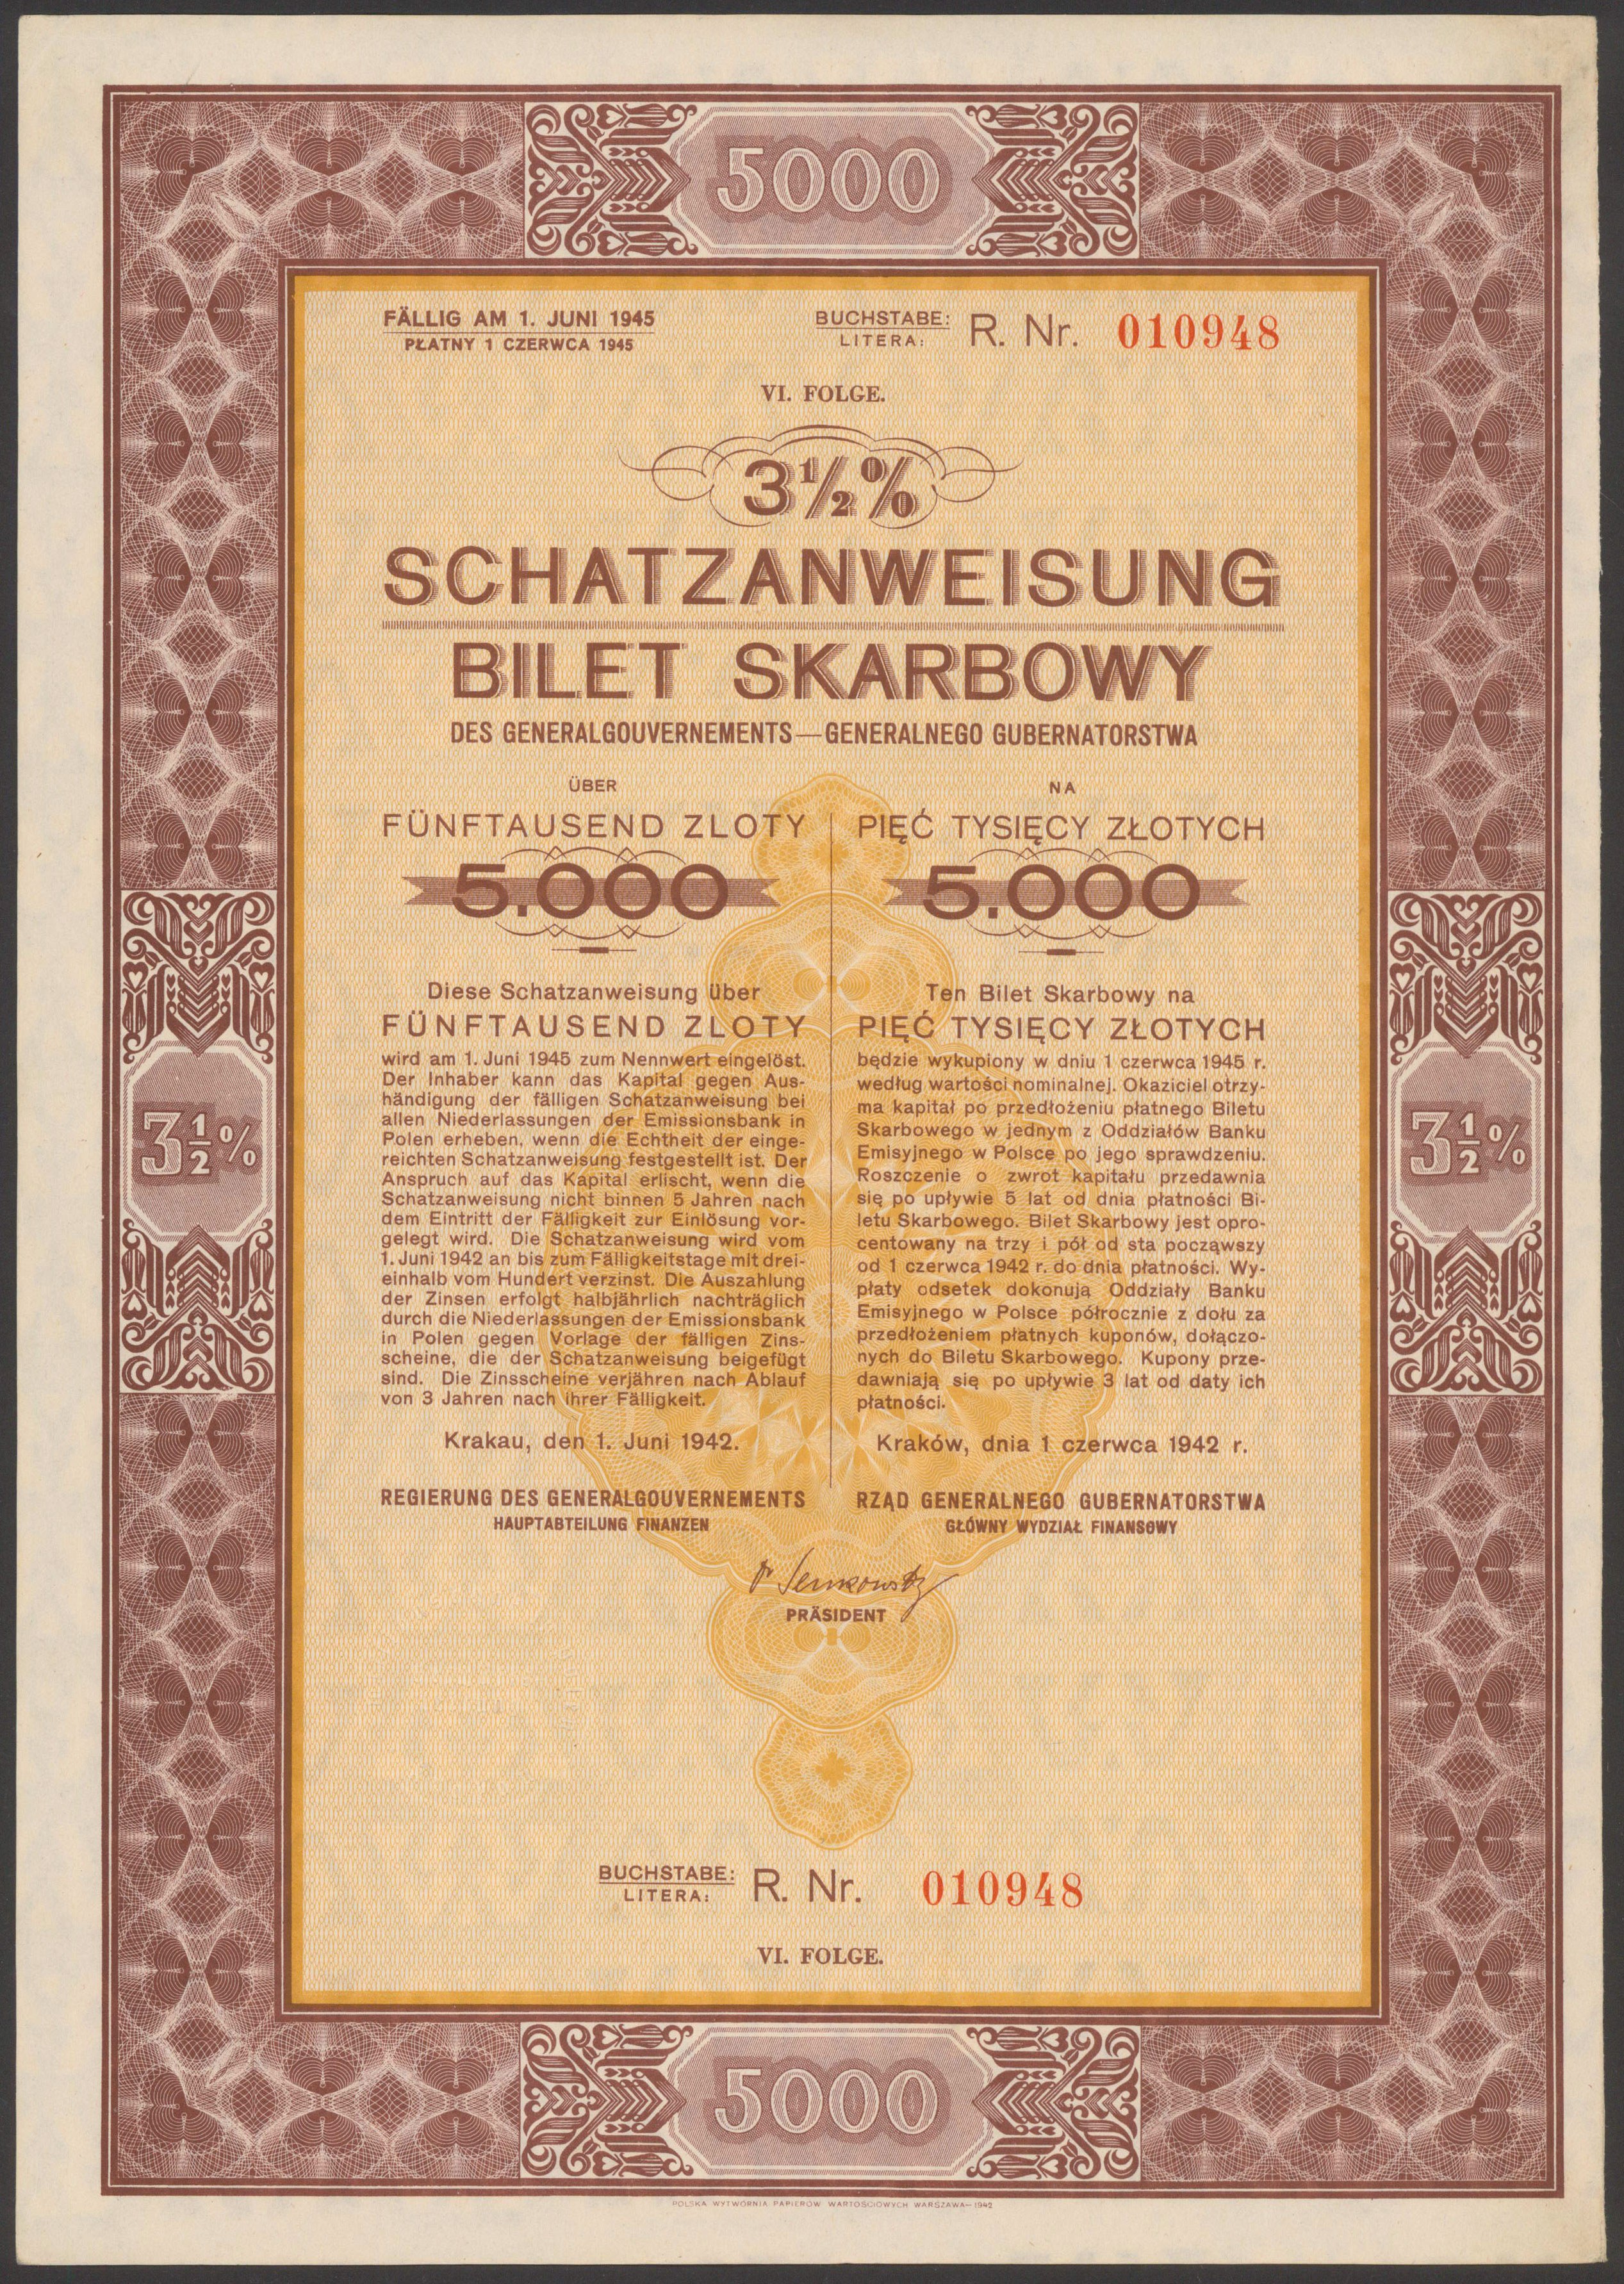 5000
FÄLLIG AM 1. JUNI 1945
PŁATNY 1 CZERWCA 1945
BUCHSTABE:
LITERA:
R. Nr. 010948
VI. FOLGE.
3½%
SCHATZANWEISUNG
BILET SKARBOWY
DES GENERALGOUVERNEMENTS—GENERALNEGO GUBERNATORSTWA
ÜBER
FÜNFTAUSEND ZLOTY
5.000
Diese Schatzanweisung über
FÜNFTAUSEND ZLOTY
wird am 1. Juni 1945 zum Nennwert eingelöst.
Der Inhaber kann das Kapital gegen Aus-
händigung der fälligen Schatzanweisung bei
allen Niederlassungen der Emissionsbank in
Polen erheben, wenn die Echtheit der einge-
reichten Schatzanweisung festgestellt ist. Der
Anspruch auf das Kapital erlischt, wenn die
Schatzanweisung nicht binnen 5 Jahren nach
dem Eintritt der Fälligkeit zur Einlösung vor-
gelegt wird. Die Schatzanweisung wird vom
1. Juni 1942 an bis zum Fälligkeitstage mit drei-
einhalb vom Hundert verzinst. Die Auszahlung
der Zinsen erfolgt halbjährlich nachträglich
durch die Niederlassungen der Emissionsbank
in Polen gegen Vorlage der fälligen Zins-
scheine, die der Schatzanweisung beigefügt
sind. Die Zinsscheine verjähren nach Ablauf
von 3 Jahren nach ihrer Fälligkeit.
Krakau, den 1. Juni 1942.
REGIERUNG DES GENERALGOUVERNEMENTS
HAUPTABTEILUNG FINANZEN
NA
PIĘĆ TYSIĘCY ZŁOTYCH
5.000
Ten Bilet Skarbowy na
PIĘĆ TYSIĘCY ZŁOTYCH
będzie wykupiony w dniu 1 czerwca 1945 r.
według wartości nominalnej. Okaziciel otrzy-
ma kapitał po przedłożeniu płatnego Biletu
Skarbowego w jednym z Oddziałów Banku
Emisyjnego w Polsce po jego sprawdzeniu.
Roszczenie o zwrot kapitału przedawnia
się po upływie 5 lat od dnia płatności Bi-
letu Skarbowego. Bilet Skarbowy jest opro-
centowany na trzy i pół od sta począwszy
od 1 czerwca 1942 r. do dnia płatności. Wy-
płaty odsetek dokonują Oddziały Banku
Emisyjnego w Polsce półrocznie z dołu za
przedłożeniem płatnych kuponów, dołączo-
nych do Biletu Skarbowego. Kupony prze-
dawniają się po upływie 3 lat od daty ich
płatności.
Kraków, dnia 1 czerwca 1942 r.
RZĄD GENERALNEGO GUBERNATORSTWA
GŁÓWNY WYDZIAŁ FINANSOWY
Dr Senkowsky
PRÄSIDENT
3½%
3½%
BUCHSTABE:
LITERA:
R. Nr. 010948
VI. FOLGE.
5000
POLSKA WYTWÓRNIA PAPIERÓW WARTOŚCIOWYCH WARSZAWA—1942